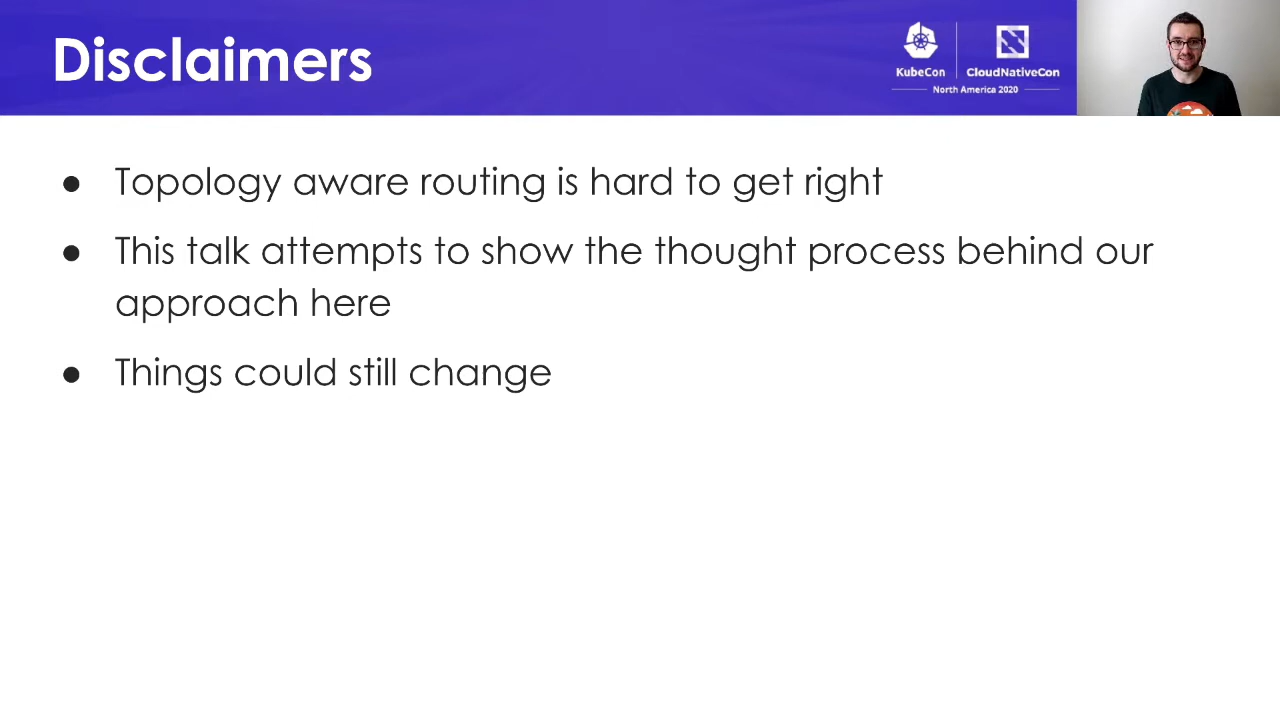 Disclaimers
KubeCon
CloudNativeCon
North America 2020
● Topology aware routing is hard to get right
● This talk attempts to show the thought process behind our
approach here
● Things could still change